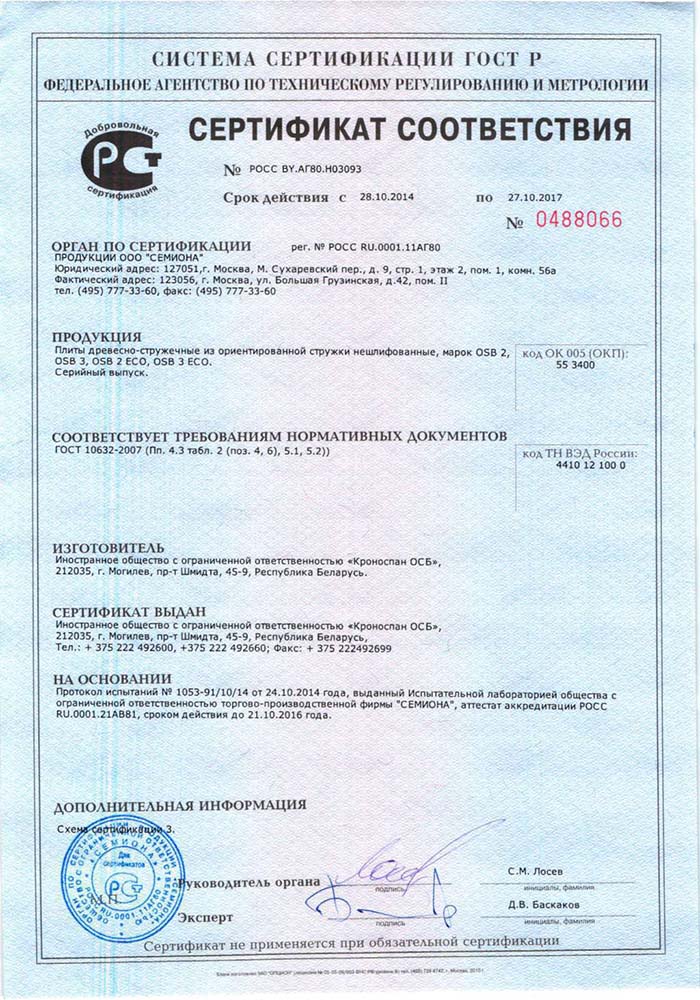 СИСТЕМА СЕРТИФИКАЦИИ ГОСТ Р
ФЕДЕРАЛЬНОЕ АГЕНТСТВО ПО ТЕХНИЧЕСКОМУ РЕГУЛИРОВАНИЮ И МЕТРОЛОГИИ
Добровольная
сертификация
СЕРТИФИКАТ СООТВЕТСТВИЯ
№ РОСС BY.АГ80.Н03093
Срок действия с 28.10.2014 по 27.10.2017
№ 0488066
ОРГАН ПО СЕРТИФИКАЦИИ рег. № РОСС RU.0001.11АГ80
ПРОДУКЦИИ ООО "СЕМИОНА"
Юридический адрес: 127051,г. Москва, М. Сухаревский пер., д. 9, стр. 1, этаж 2, пом. 1, комн. 56а
Фактический адрес: 123056, г. Москва, ул. Большая Грузинская, д.42, пом. II
тел. (495) 777-33-60, факс: (495) 777-33-60
ПРОДУКЦИЯ
Плиты древесно-стружечные из ориентированной стружки нешлифованные, марок OSB 2,
OSB 3, OSB 2 ECO, OSB 3 ECO.
Серийный выпуск.
код ОК 005 (ОКП):
55 3400
СООТВЕТСТВУЕТ ТРЕБОВАНИЯМ НОРМАТИВНЫХ ДОКУМЕНТОВ
ГОСТ 10632-2007 (Пп. 4.3 табл. 2 (поз. 4, 6), 5.1, 5.2))
код ТН ВЭД России:
4410 12 100 0
ИЗГОТОВИТЕЛЬ
Иностранное общество с ограниченной ответственностью «Кроноспан ОСБ»,
212035, г. Могилев, пр-т Шмидта, 45-9, Республика Беларусь.
СЕРТИФИКАТ ВЫДАН
Иностранное общество с ограниченной ответственностью «Кроноспан ОСБ»,
212035, г. Могилев, пр-т Шмидта, 45-9, Республика Беларусь,
Тел.: + 375 222 492600, +375 222 492660; Факс: + 375 222492699
НА ОСНОВАНИИ
Протокол испытаний № 1053-91/10/14 от 24.10.2014 года, выданный Испытательной лабораторией общества с
ограниченной ответственностью торгово-производственной фирмы "СЕМИОНА", аттестат аккредитации РОСС
RU.0001.21АВ81, сроком действия до 21.10.2016 года.
ДОПОЛНИТЕЛЬНАЯ ИНФОРМАЦИЯ
Схема сертификации 3.
Для
сертификатов
М.П.
Руководитель органа
подпись
С.М. Лосев
инициалы, фамилия
Эксперт
подпись
Д.В. Баскаков
инициалы, фамилия
Сертификат не применяется при обязательной сертификации